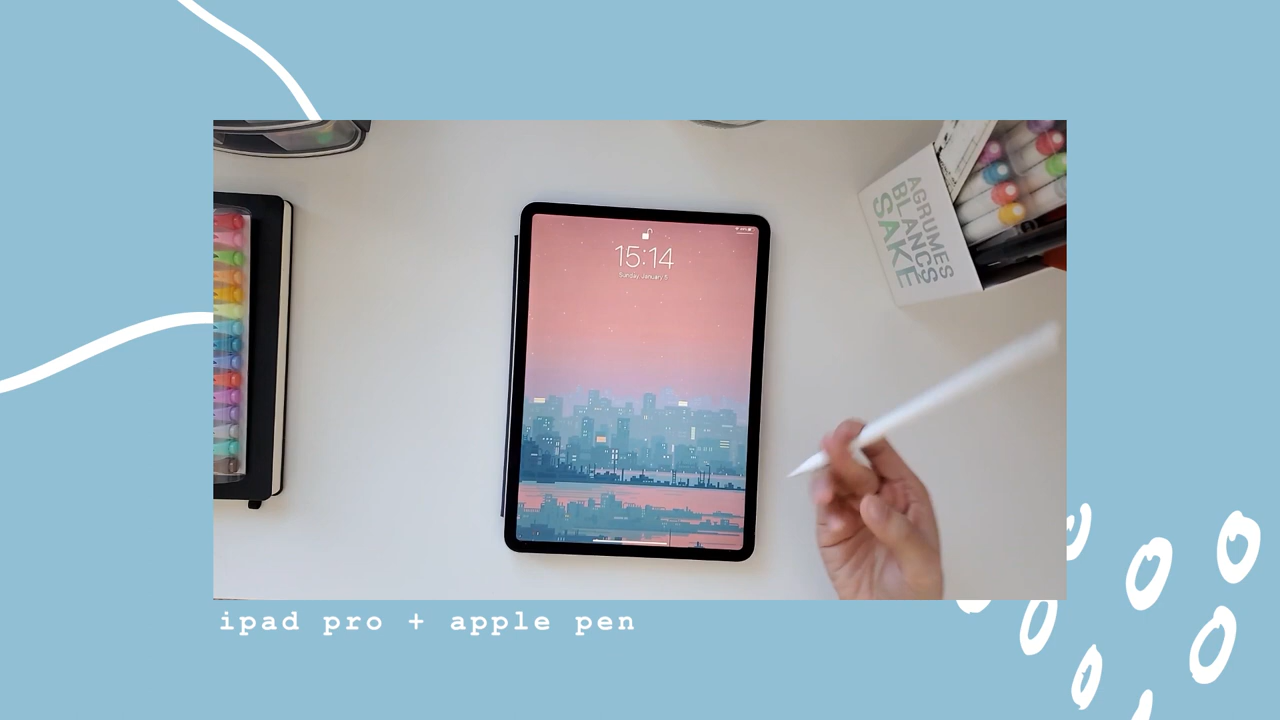 15:14
Sunday, January 5
AGRUMES
BLANCS
SAKE
ipad pro + apple pen